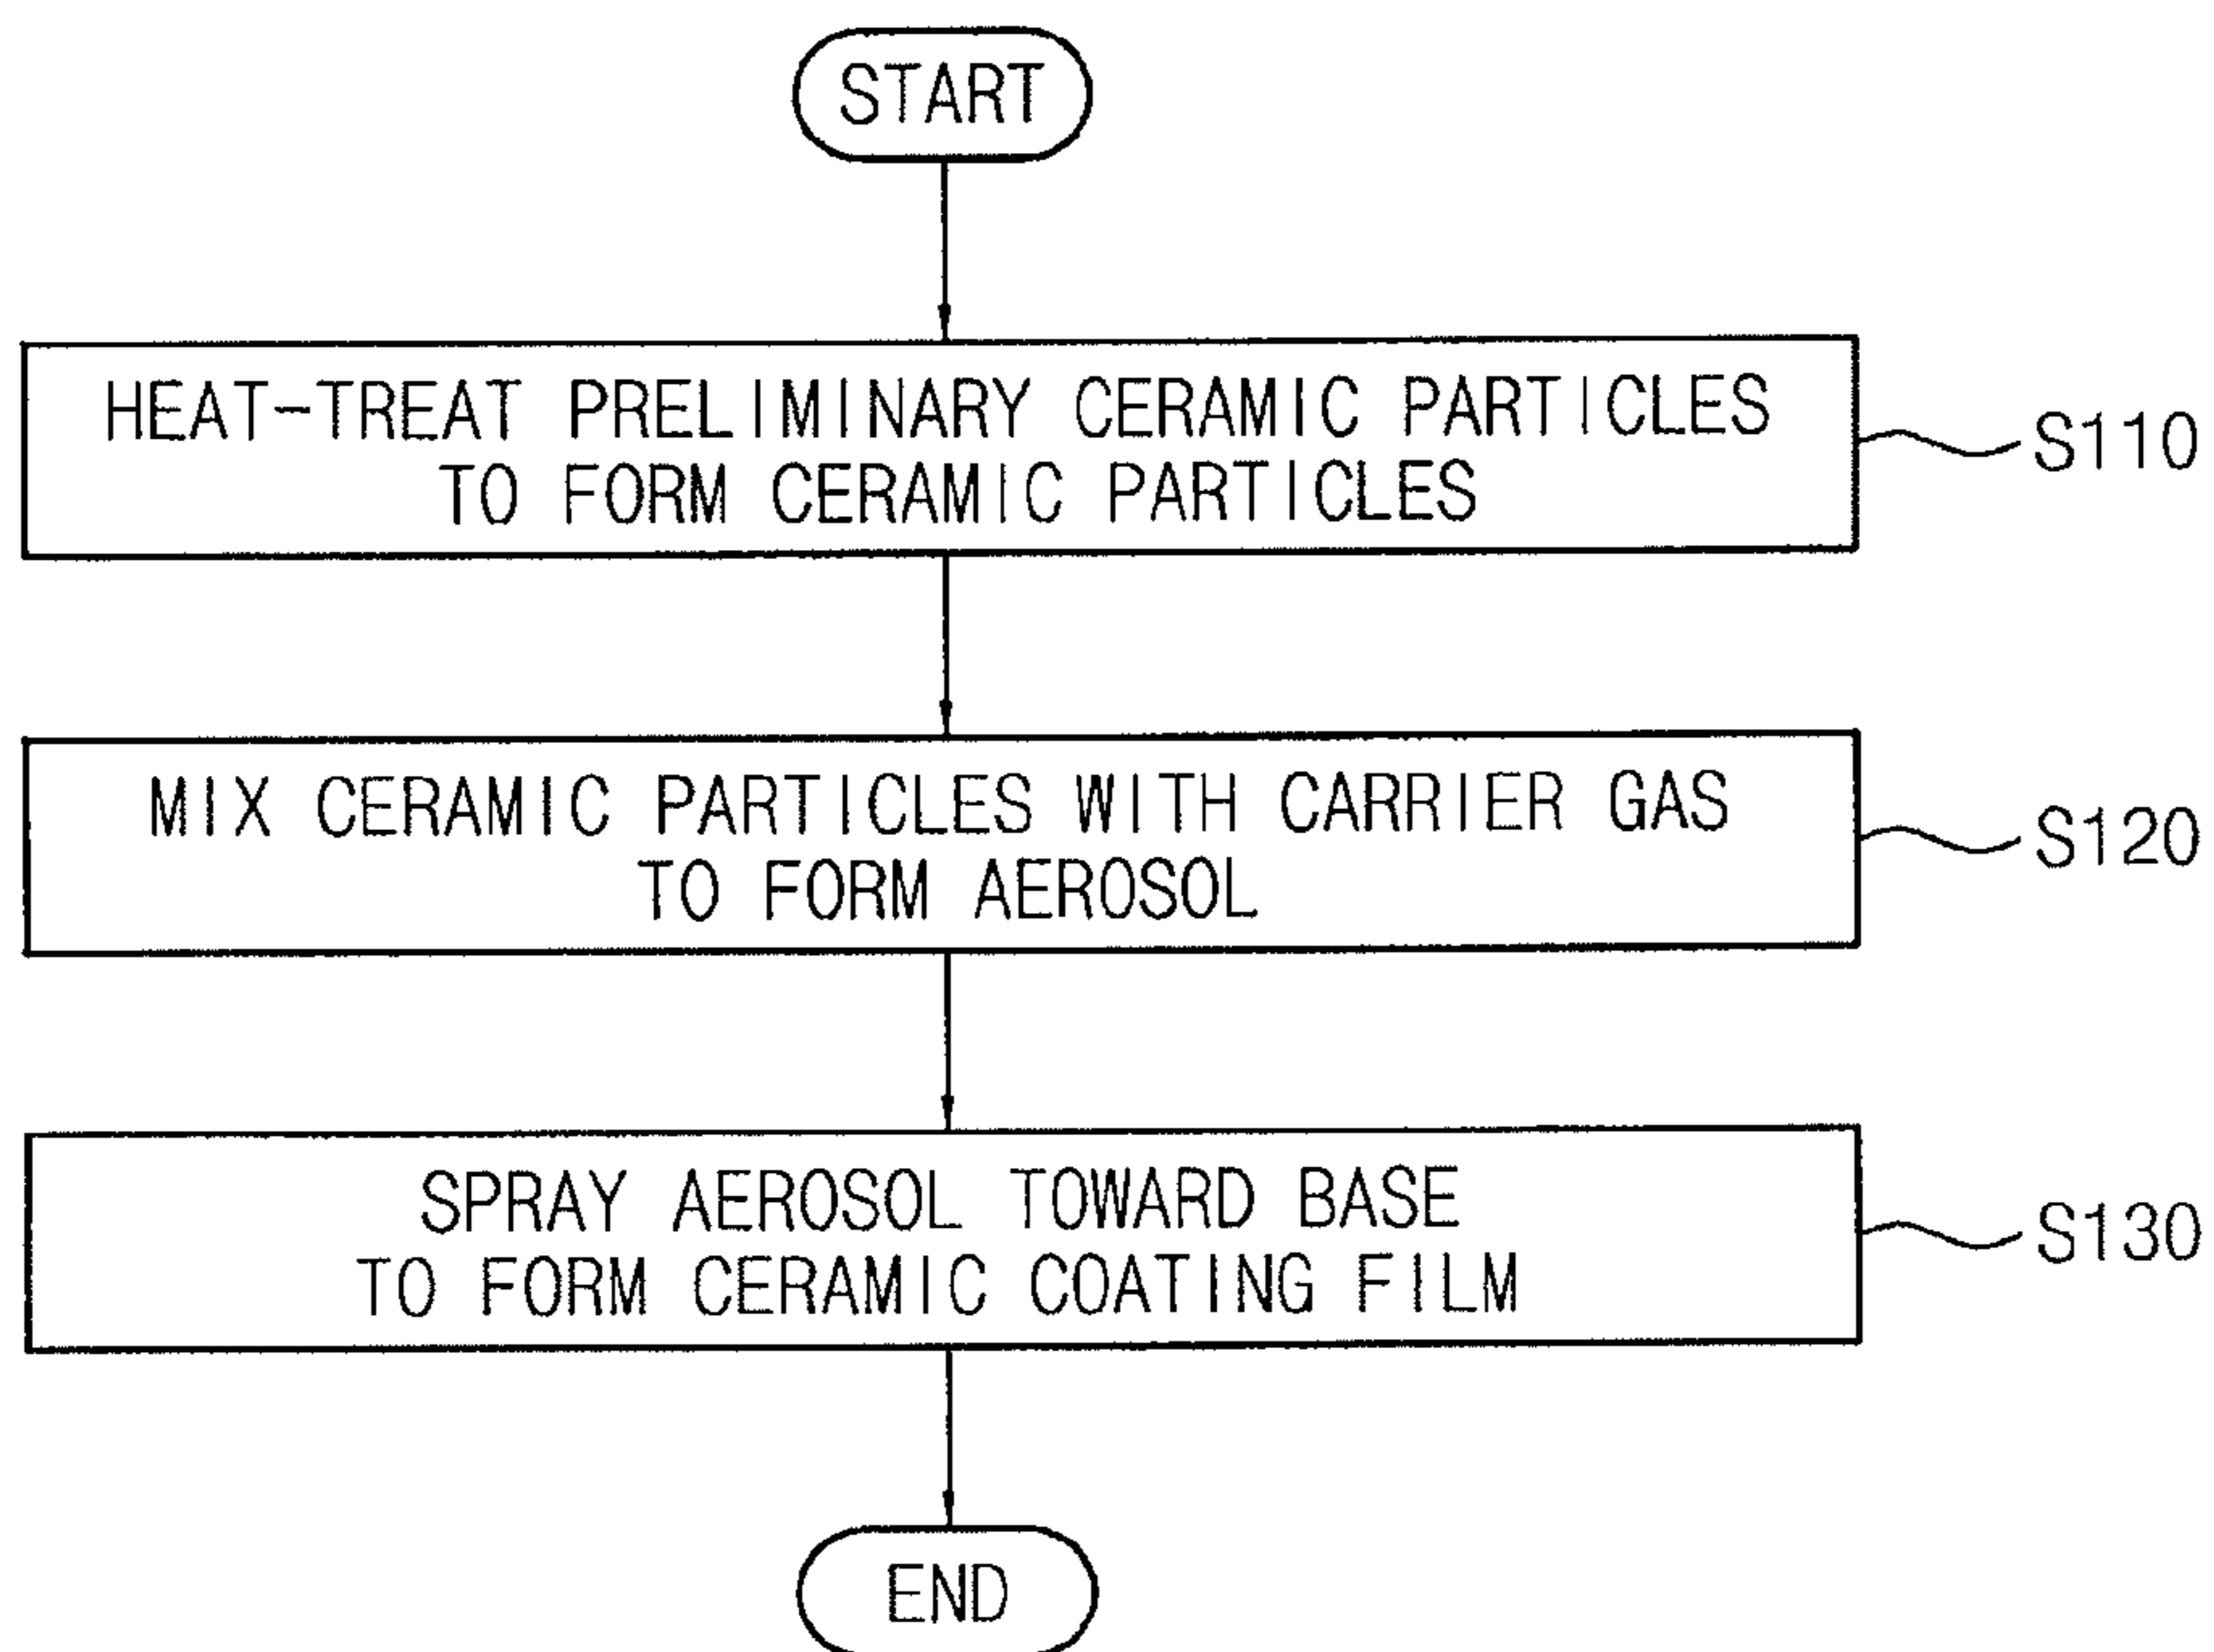 START
HEAT-TREAT PRELIMINARY CERAMIC PARTICLES
TO FORM CERAMIC PARTICLES
S110
MIX CERAMIC PARTICLES WITH CARRIER GAS
TO FORM AEROSOL
S120
SPRAY AEROSOL TOWARD BASE
TO FORM CERAMIC COATING FILM
S130
END